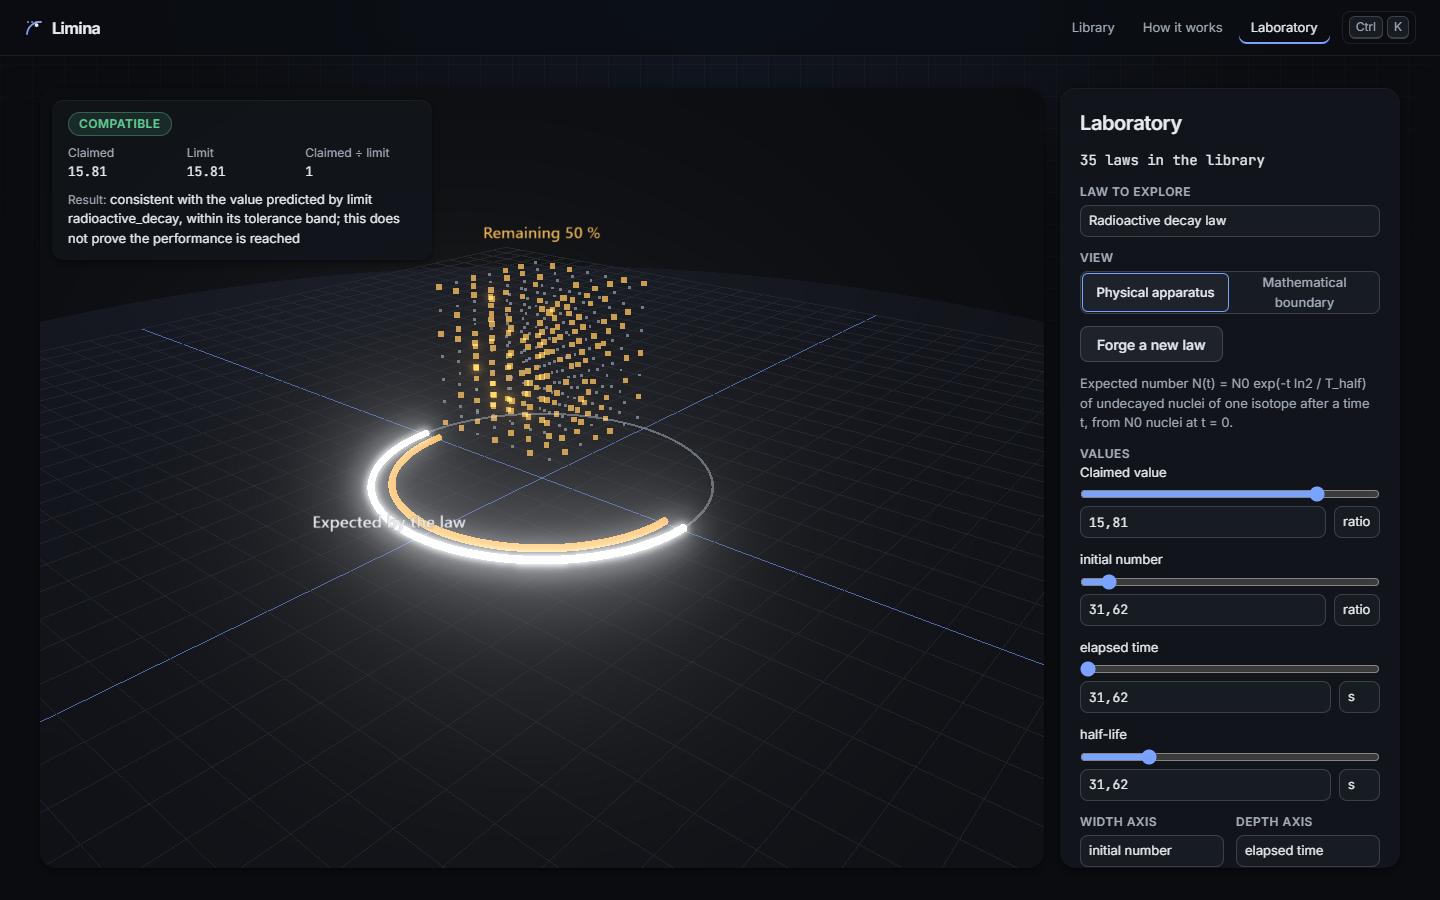 Limina
Library
How it works
Laboratory
Ctrl
K
COMPATIBLE
Claimed
Limit
Claimed ÷ limit
15.81
15.81
1
Result: consistent with the value predicted by limit
radioactive_decay, within its tolerance band; this does
not prove the performance is reached
Remaining 50 %
Expected by the law
Laboratory
35 laws in the library
LAW TO EXPLORE
Radioactive decay law
VIEW
Physical apparatus
Mathematical
boundary
Forge a new law
Expected number N(t) = N0 exp(-t ln2 / T_half)
of undecayed nuclei of one isotope after a time
t, from N0 nuclei at t = 0.
VALUES
Claimed value
15,81
ratio
initial number
31,62
ratio
elapsed time
31,62
s
half-life
31,62
s
WIDTH AXIS
DEPTH AXIS
initial number
elapsed time